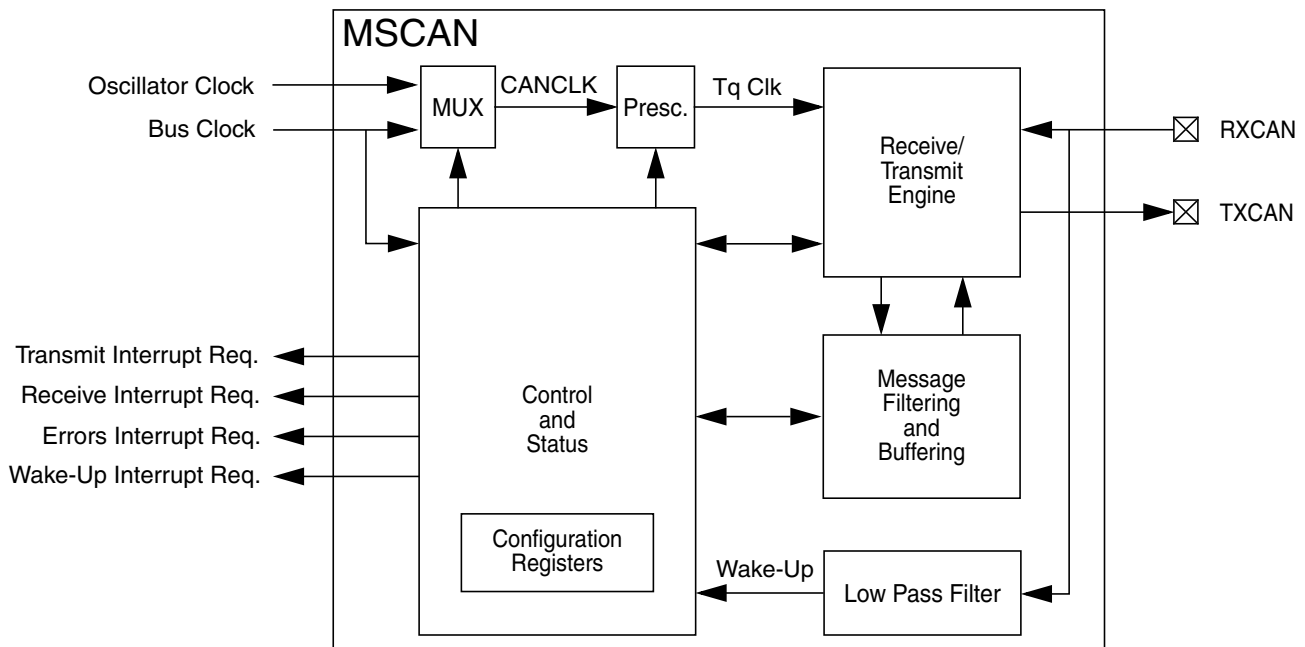 MSCAN
Oscillator Clock
Bus Clock
MUX
CANCLK
Presc.
Tq Clk
Receive/
Transmit
Engine
RXCAN
TXCAN
Transmit Interrupt Req.
Receive Interrupt Req.
Errors Interrupt Req.
Wake-Up Interrupt Req.
Control
and
Status
Message
Filtering
and
Buffering
Configuration
Registers
Wake-Up
Low Pass Filter